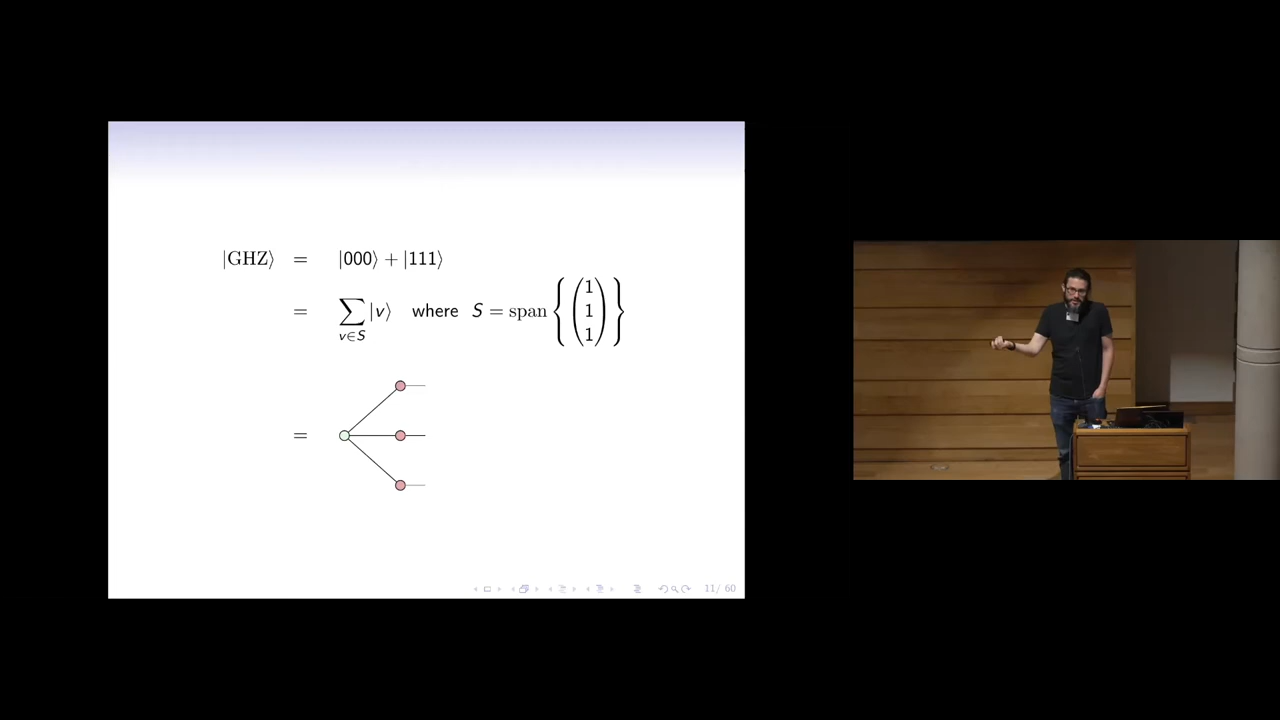 |GHZ⟩ = |000⟩ + |111⟩
= ∑_{v∈S} |v⟩ where S = span {(1 1 1)}
=
11/ 60